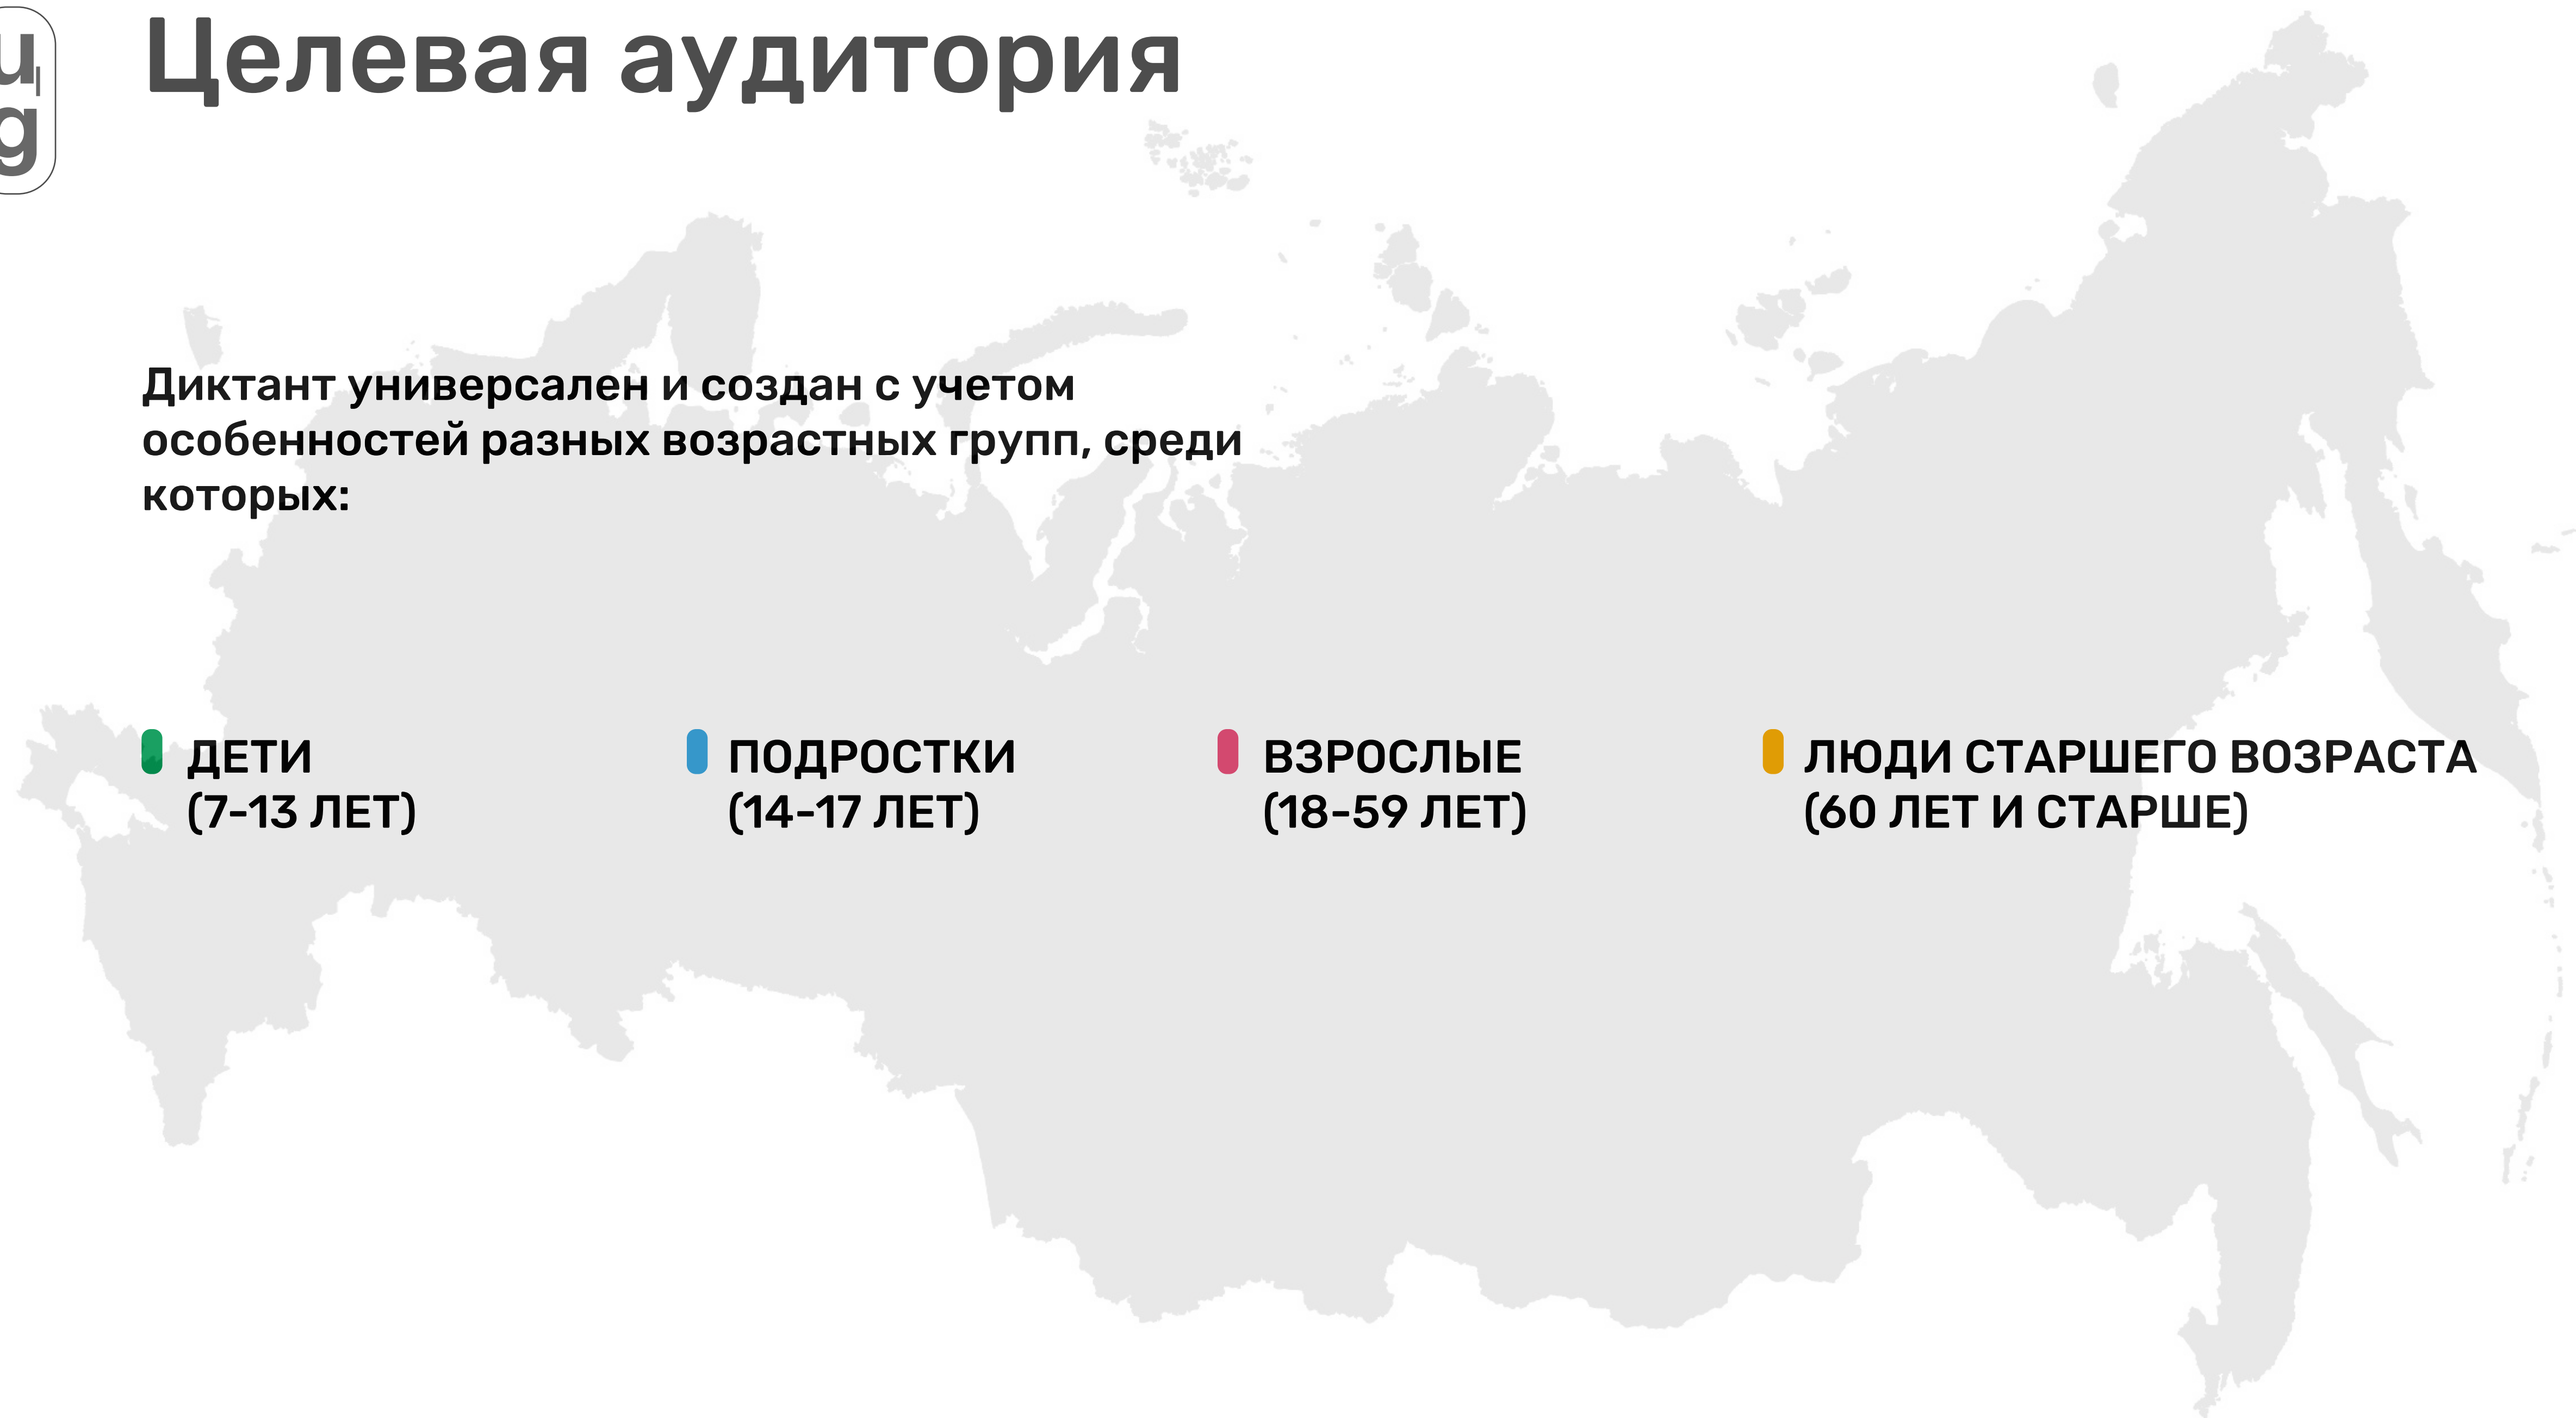 Целевая аудитория
Диктант универсален и создан с учетом
особенностей разных возрастных групп, среди
которых:
ДЕТИ
(7-13 ЛЕТ)
ПОДРОСТКИ
(14-17 ЛЕТ)
ВЗРОСЛЫЕ
(18-59 ЛЕТ)
ЛЮДИ СТАРШЕГО ВОЗРАСТА
(60 ЛЕТ И СТАРШЕ)